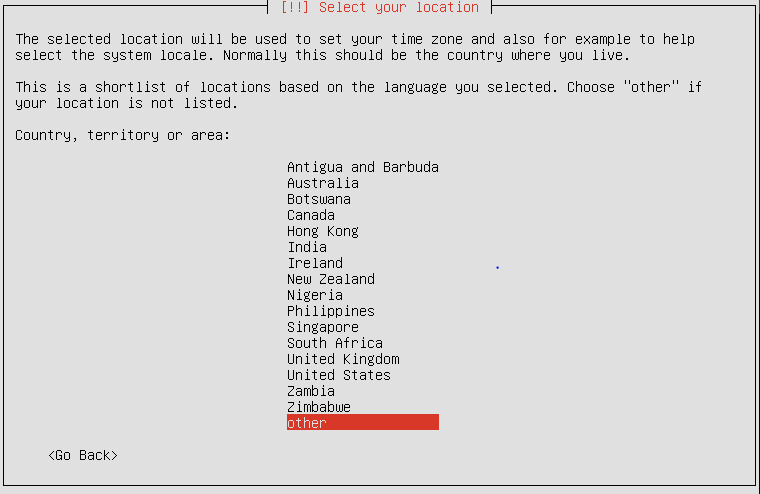 [!!] Select your location
The selected location will be used to set your time zone and also for example to help
select the system locale. Normally this should be the country where you live.
This is a shortlist of locations based on the language you selected. Choose "other" if
your location is not listed.
Country, territory or area:
Antigua and Barbuda
Australia
Botswana
Canada
Hong Kong
India
Ireland
New Zealand
Nigeria
Philippines
Singapore
South Africa
United Kingdom
United States
Zambia
Zimbabwe
other
<Go Back>